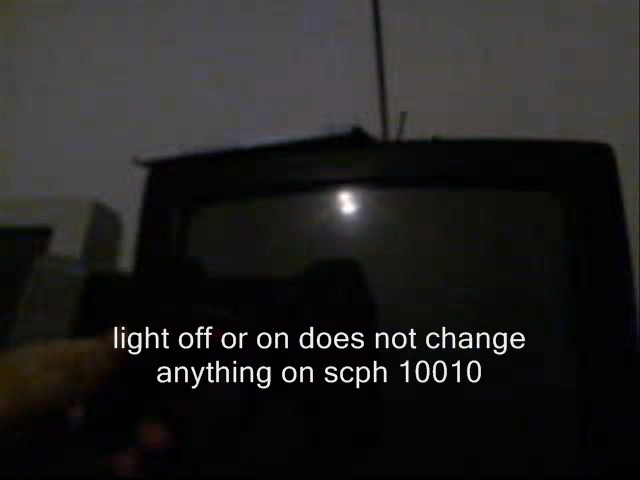 light off or on does not change
anything on scph 10010